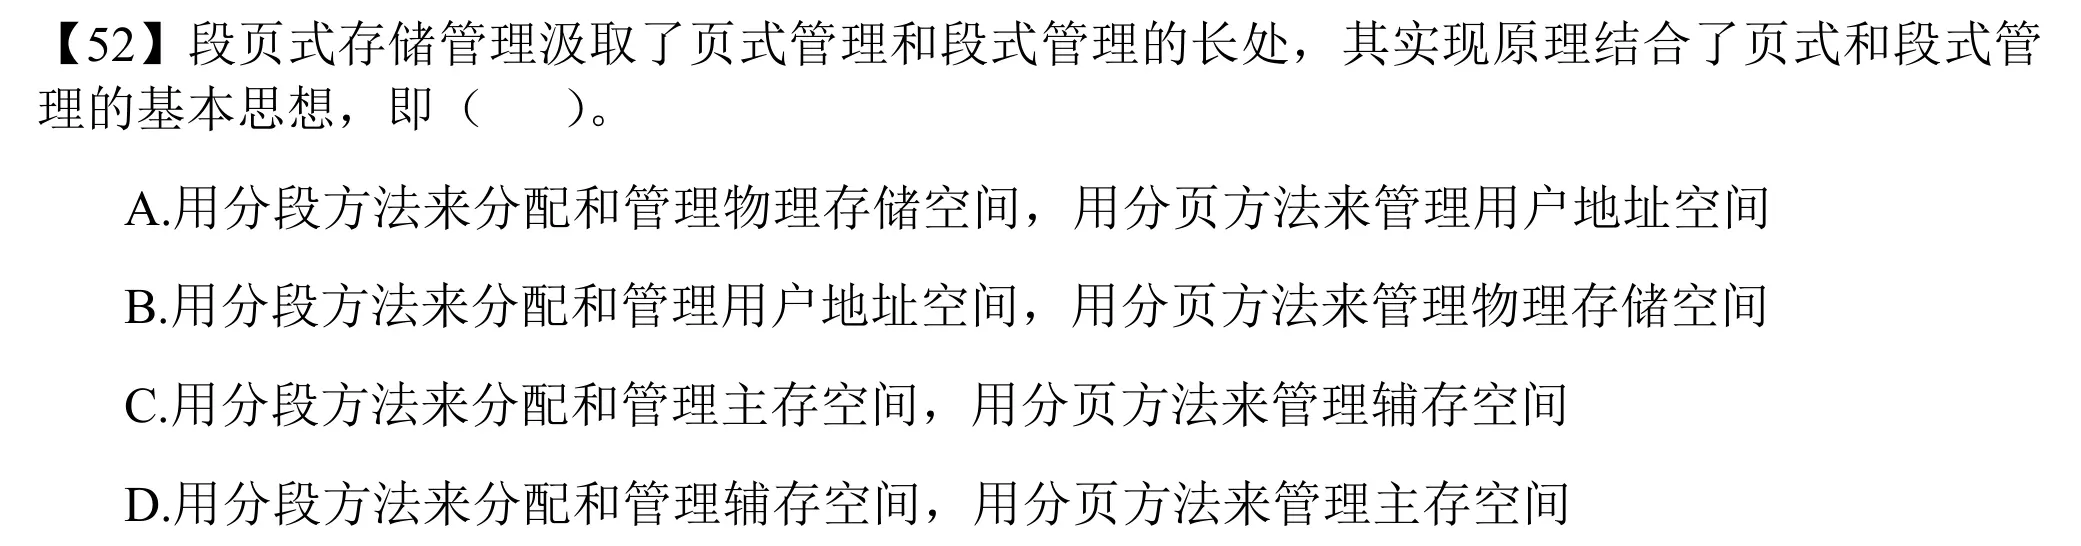 【52】段页式存储管理汲取了页式管理和段式管理的长处，其实现原理结合了页式和段式管
理的基本思想，即（　　）。
A.用分段方法来分配和管理物理存储空间，用分页方法来管理用户地址空间
B.用分段方法来分配和管理用户地址空间，用分页方法来管理物理存储空间
C.用分段方法来分配和管理主存空间，用分页方法来管理辅存空间
D.用分段方法来分配和管理辅存空间，用分页方法来管理主存空间